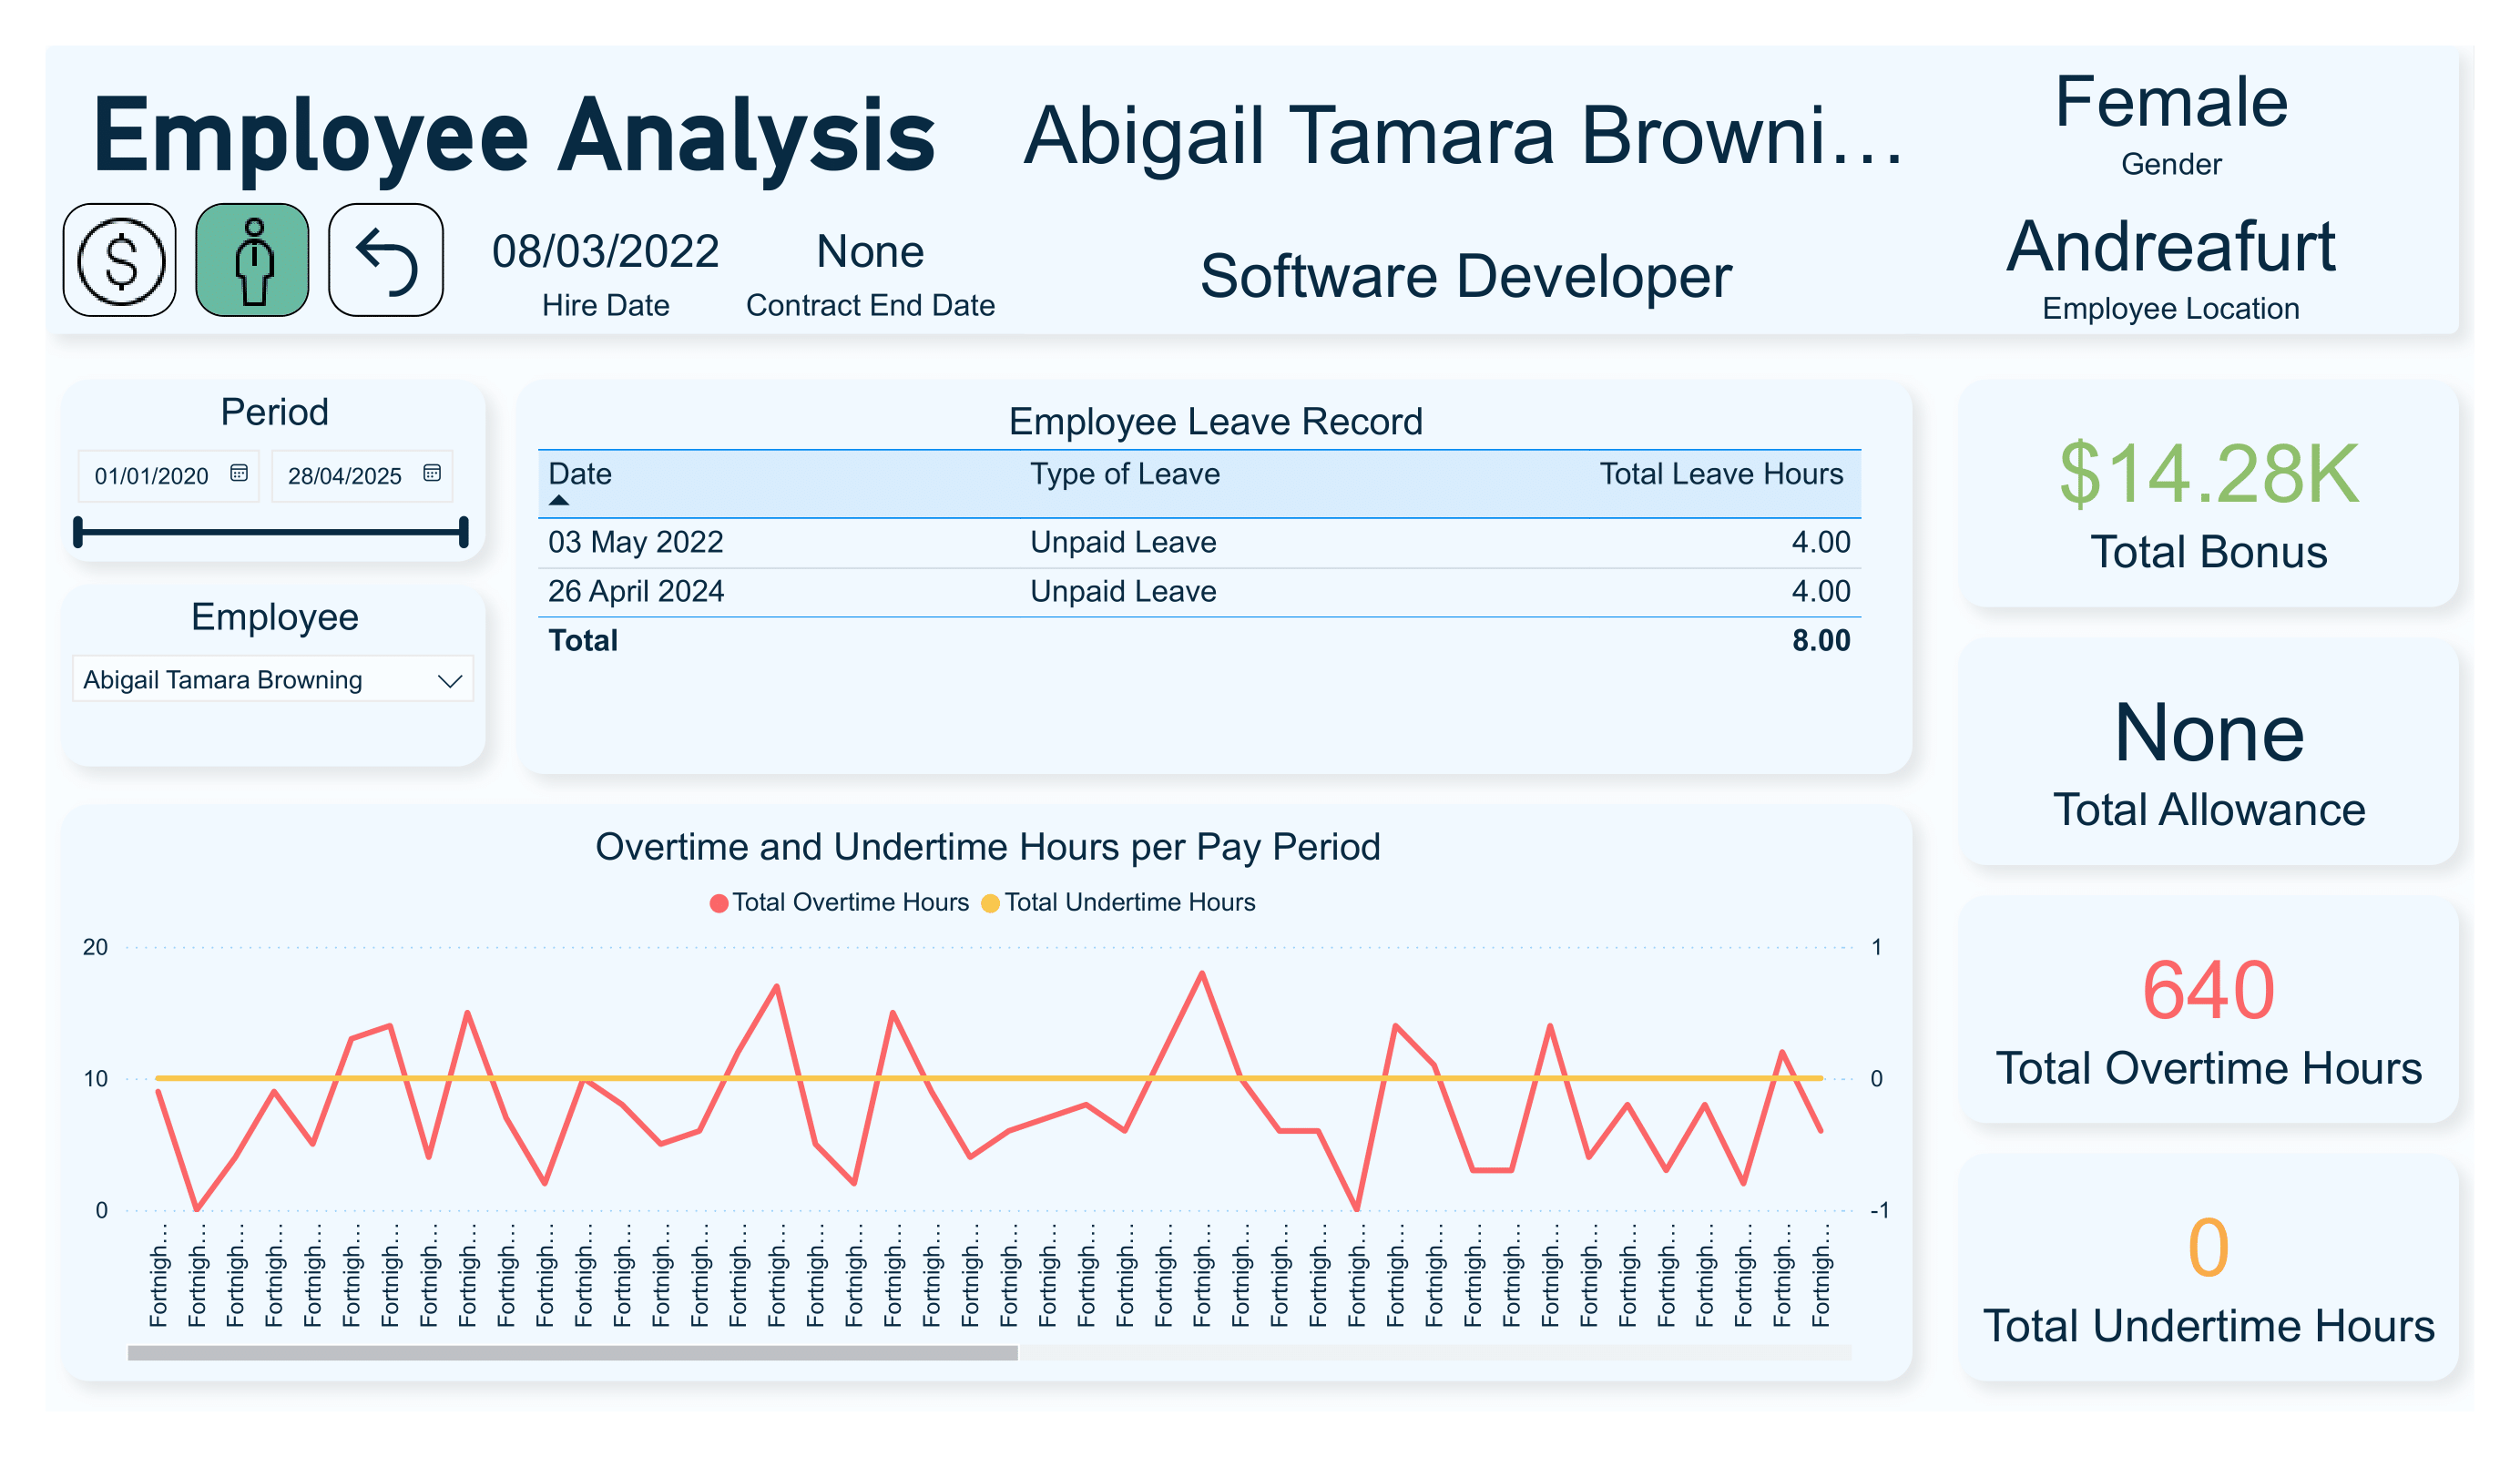 Employee Analysis
Abigail Tamara Browni…
Female
Gender
$
08/03/2022
Hire Date
None
Contract End Date
Software Developer
Andreafurt
Employee Location
Period
01/01/2020
28/04/2025
Employee
Abigail Tamara Browning
Employee Leave Record
Date Type of Leave Total Leave Hours
03 May 2022 Unpaid Leave 4.00
26 April 2024 Unpaid Leave 4.00
Total 8.00
$14.28K
Total Bonus
None
Total Allowance
640
Total Overtime Hours
0
Total Undertime Hours
Overtime and Undertime Hours per Pay Period
Total Overtime Hours Total Undertime Hours
20 1
10 0
0 -1
Fortnigh… Fortnigh… Fortnigh… Fortnigh… Fortnigh… Fortnigh… Fortnigh… Fortnigh… Fortnigh… Fortnigh… Fortnigh… Fortnigh… Fortnigh… Fortnigh… Fortnigh… Fortnigh… Fortnigh… Fortnigh… Fortnigh… Fortnigh… Fortnigh… Fortnigh… Fortnigh… Fortnigh… Fortnigh… Fortnigh… Fortnigh… Fortnigh… Fortnigh… Fortnigh… Fortnigh… Fortnigh… Fortnigh… Fortnigh… Fortnigh… Fortnigh… Fortnigh… Fortnigh… Fortnigh… Fortnigh… Fortnigh… Fortnigh… Fortnigh… Fortnigh…